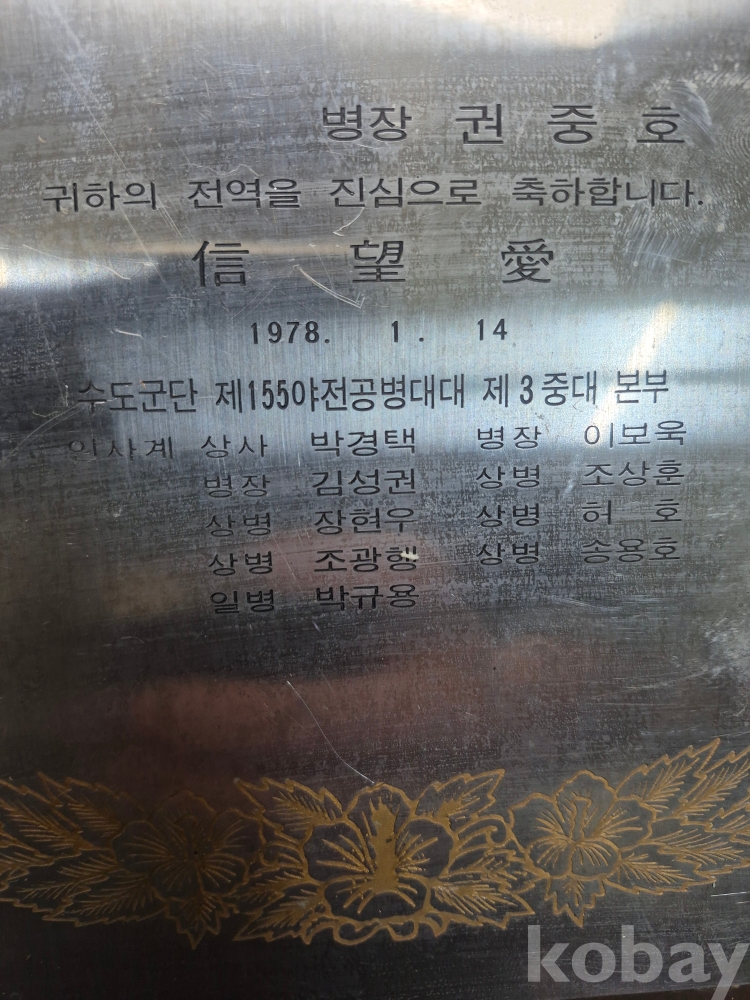 병장 권 중 호
귀하의 전역을 진심으로 축하합니다.
信 望 愛
1978. 1. 14
수도군단 제1550야전공병대대 제3중대 본부
인사계 상사 박경택 병장 이보욱
병장 김성권 상병 조상훈
상병 장현우 상병 허 호
상병 조광행 상병 송용호
일병 박규용
kobay